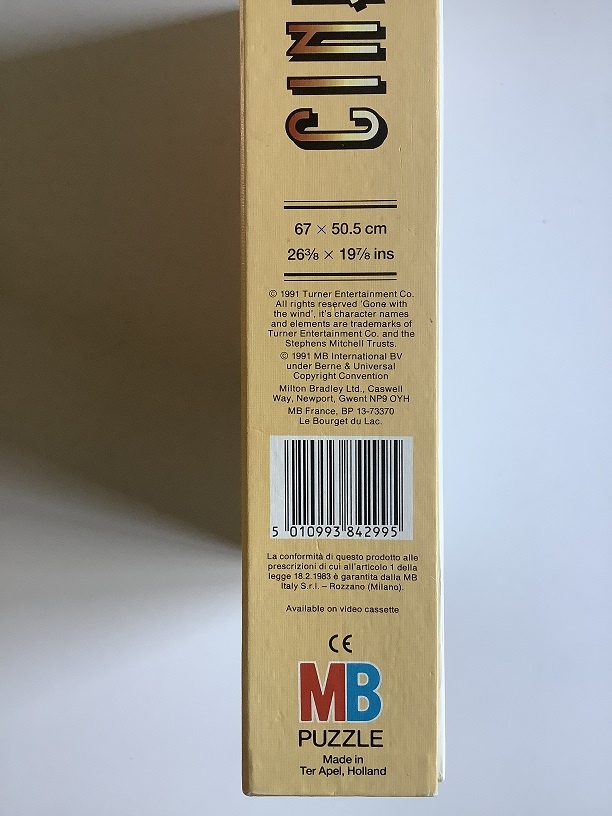 CIN
67 × 50.5 cm
26⅜ × 19⅞ ins
© 1991 Turner Entertainment Co.
All rights reserved 'Gone with
the wind', it's character names
and elements are trademarks of
Turner Entertainment Co. and the
Stephens Mitchell Trusts.
© 1991 MB International BV
under Berne & Universal
Copyright Convention
Milton Bradley Ltd., Caswell
Way, Newport, Gwent NP9 OYH
MB France, BP 13-73370
Le Bourget du Lac.
5 010993 842995
La conformità di questo prodotto alle
prescrizioni di cui all'articolo 1 della
legge 18.2.1983 è garantita dalla MB
Italy S.r.l. – Rozzano (Milano).
Available on video cassette
CE
MB
PUZZLE
Made in
Ter Apel, Holland